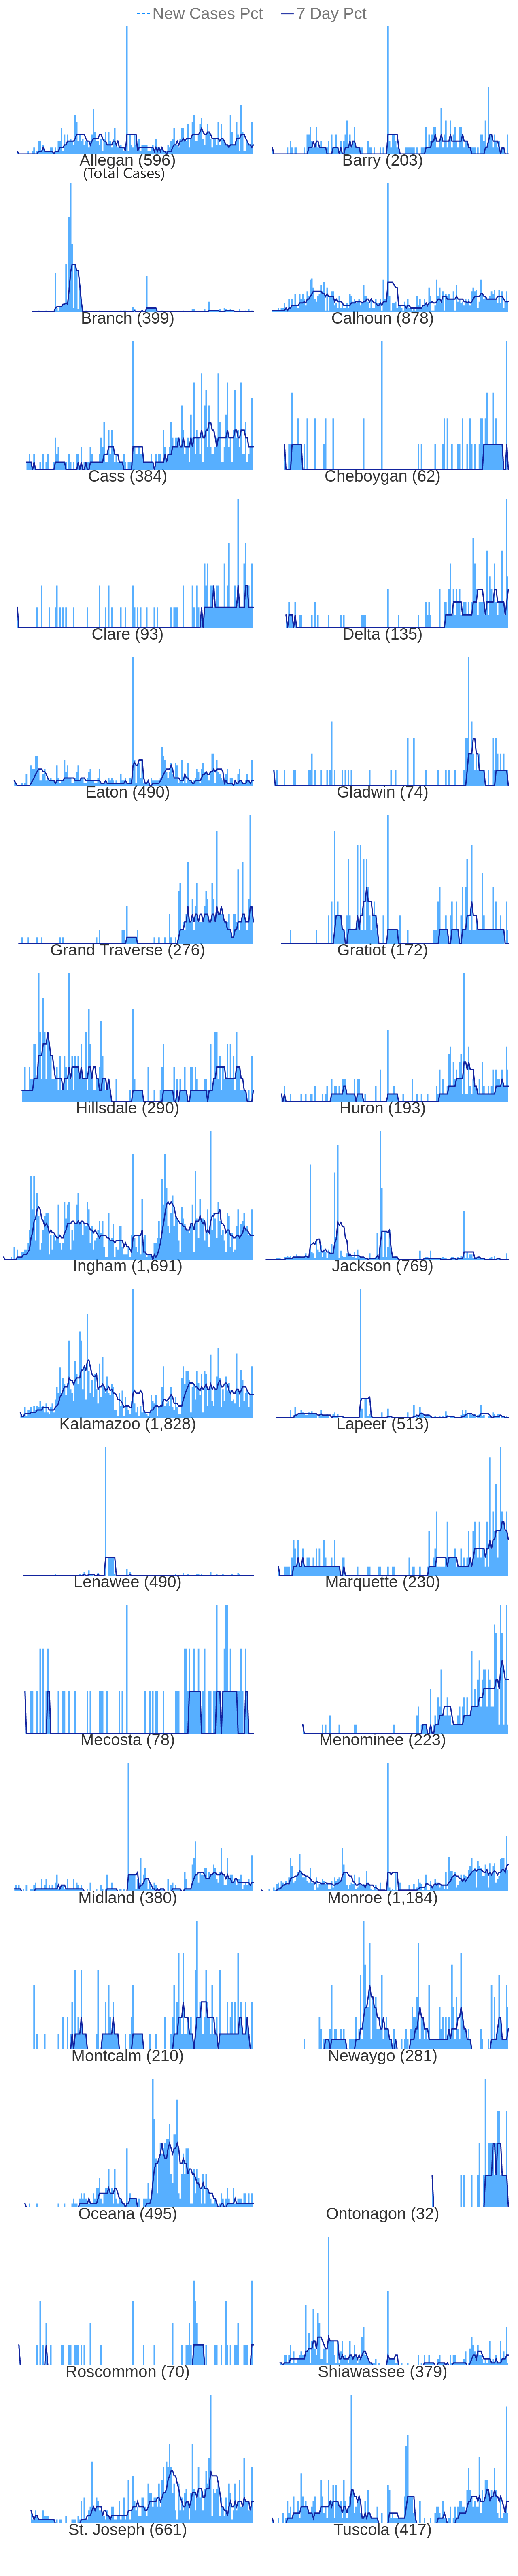 New Cases Pct 7 Day Pct
Allegan (596) Barry (203)
(Total Cases)
Branch (399) Calhoun (878)
Cass (384) Cheboygan (62)
Clare (93) Delta (135)
Eaton (490) Gladwin (74)
Grand Traverse (276) Gratiot (172)
Hillsdale (290) Huron (193)
Ingham (1,691) Jackson (769)
Kalamazoo (1,828) Lapeer (513)
Lenawee (490) Marquette (230)
Mecosta (78) Menominee (223)
Midland (380) Monroe (1,184)
Montcalm (210) Newaygo (281)
Oceana (495) Ontonagon (32)
Roscommon (70) Shiawassee (379)
St. Joseph (661) Tuscola (417)